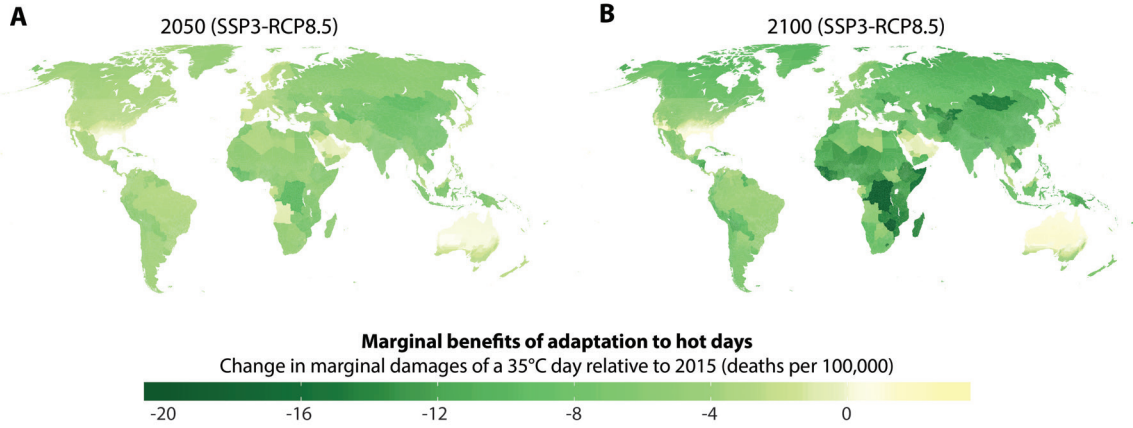 A
2050 (SSP3-RCP8.5)
B
2100 (SSP3-RCP8.5)
Marginal benefits of adaptation to hot days
Change in marginal damages of a 35°C day relative to 2015 (deaths per 100,000)
-20 -16 -12 -8 -4 0